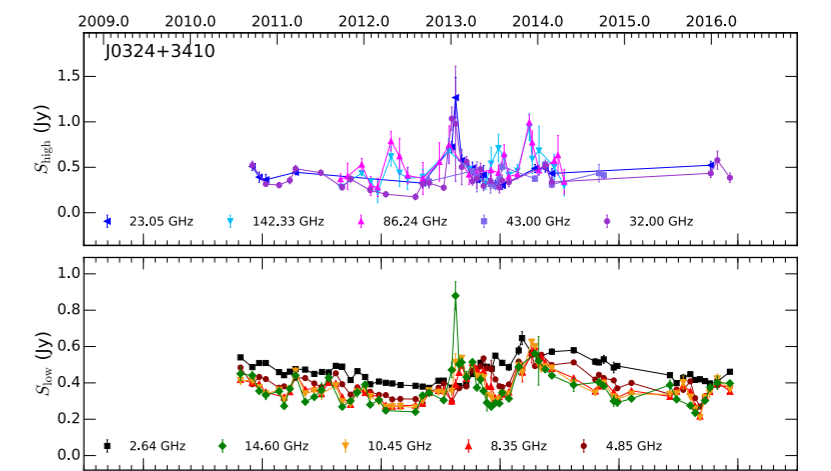 2009.0 2010.0 2011.0 2012.0 2013.0 2014.0 2015.0 2016.0
J0324+3410
1.5
1.0
0.5
0.0
S_high (Jy)
23.05 GHz 142.33 GHz 86.24 GHz 43.00 GHz 32.00 GHz
1.0
0.8
0.6
0.4
0.2
0.0
S_low (Jy)
2.64 GHz 14.60 GHz 10.45 GHz 8.35 GHz 4.85 GHz